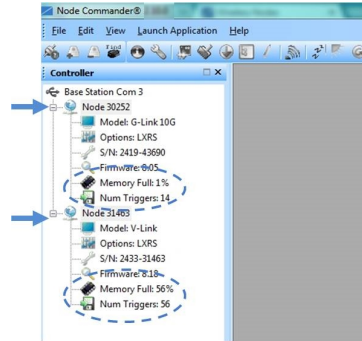 Node Commander®
File Edit View Launch Application Help
Find
Controller
Base Station Com 3
Node 30252
Model: G-Link 10G
Options: LXRS
S/N: 2419-43690
Firmware: 8.05
Memory Full: 1%
Num Triggers: 14
Node 31463
Model: V-Link
Options: LXRS
S/N: 2433-31463
Firmware: 8.18
Memory Full: 56%
Num Triggers: 56